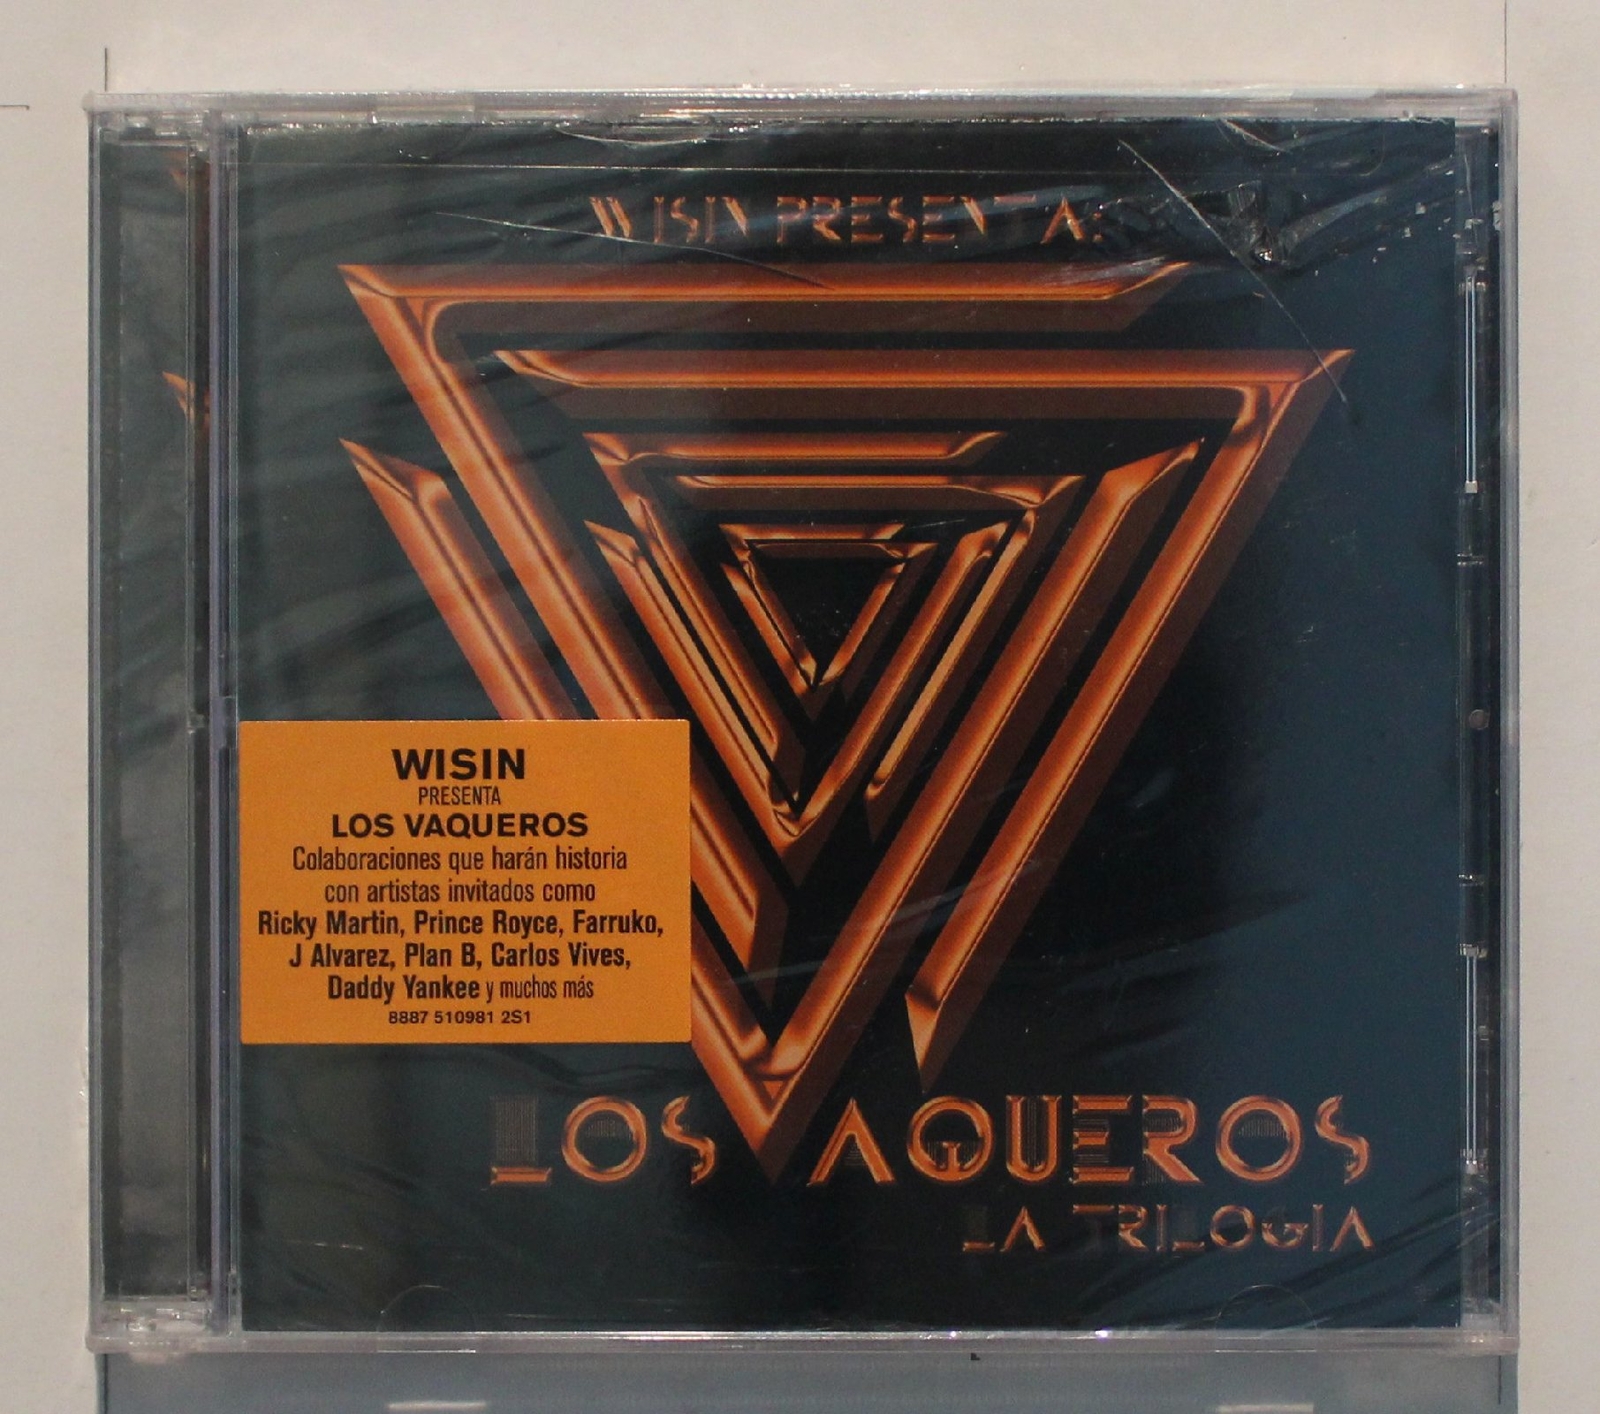 WISIN PRESENTA:
WISIN
PRESENTA
LOS VAQUEROS
Colaboraciones que harán historia
con artistas invitados como
Ricky Martin, Prince Royce, Farruko,
J Alvarez, Plan B, Carlos Vives,
Daddy Yankee y muchos más
8887 510981 2S1
LOS VAQUEROS
LA TRILOGIA